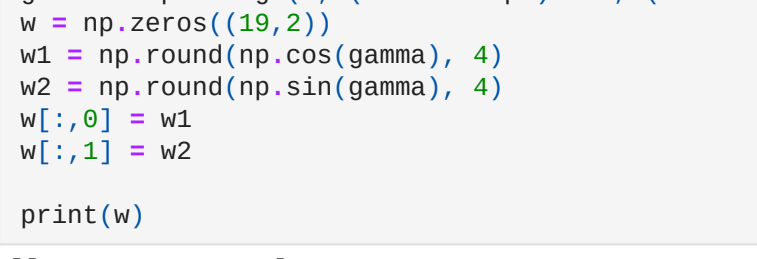 w = np.zeros((19,2))
w1 = np.round(np.cos(gamma), 4)
w2 = np.round(np.sin(gamma), 4)
w[:,0] = w1
w[:,1] = w2
print(w)